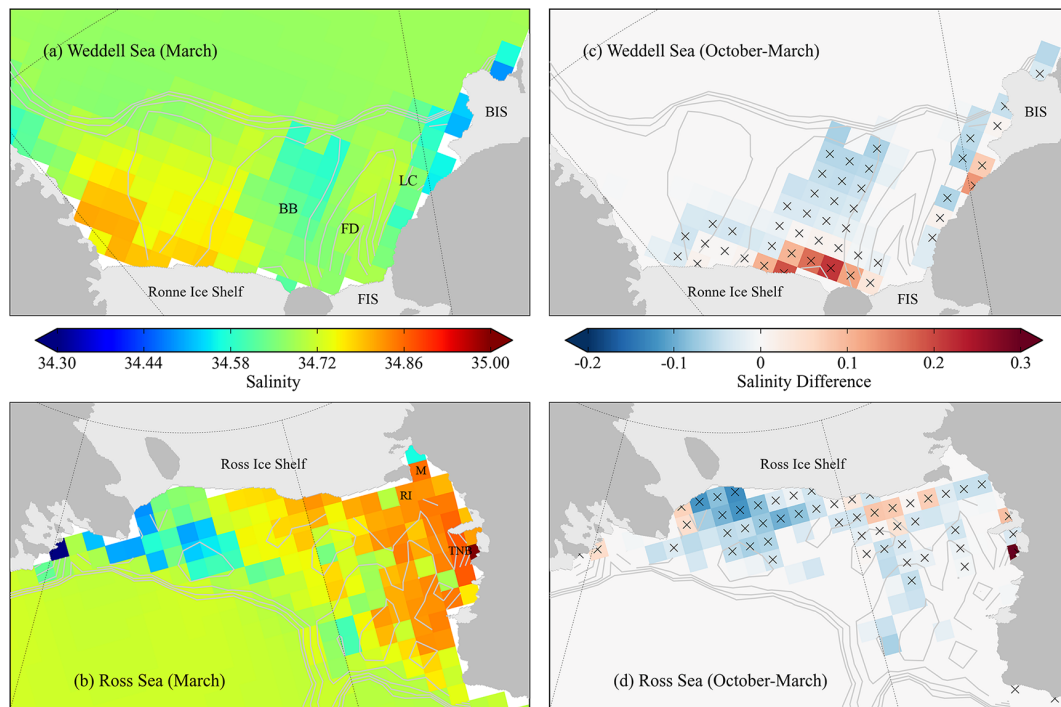 (a) Weddell Sea (March)
BIS
LC
BB
FD
Ronne Ice Shelf
FIS
(c) Weddell Sea (October-March)
BIS
Ronne Ice Shelf
FIS
34.30 34.44 34.58 34.72 34.86 35.00
Salinity
-0.2 -0.1 0 0.1 0.2 0.3
Salinity Difference
Ross Ice Shelf
M
RI
TNB
(b) Ross Sea (March)
Ross Ice Shelf
(d) Ross Sea (October-March)